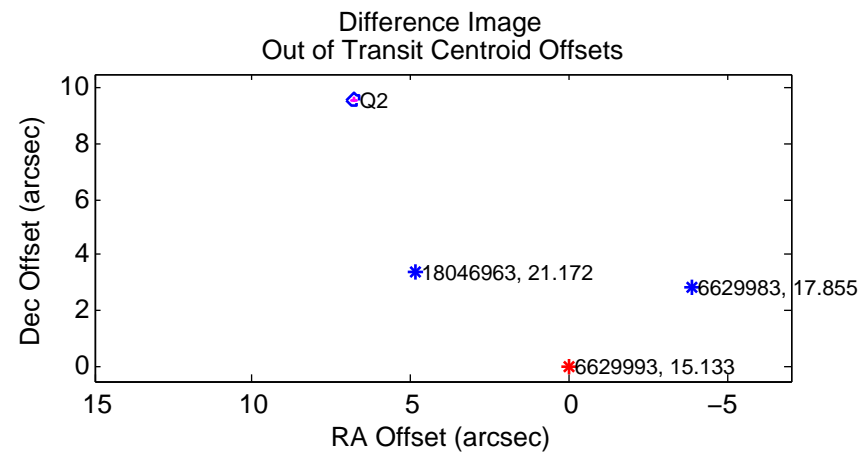 Difference Image
Out of Transit Centroid Offsets
Dec Offset (arcsec)
10
8
6
4
2
0
Q2
18046963, 21.172
6629983, 17.855
6629993, 15.133
15
10
5
0
−5
RA Offset (arcsec)